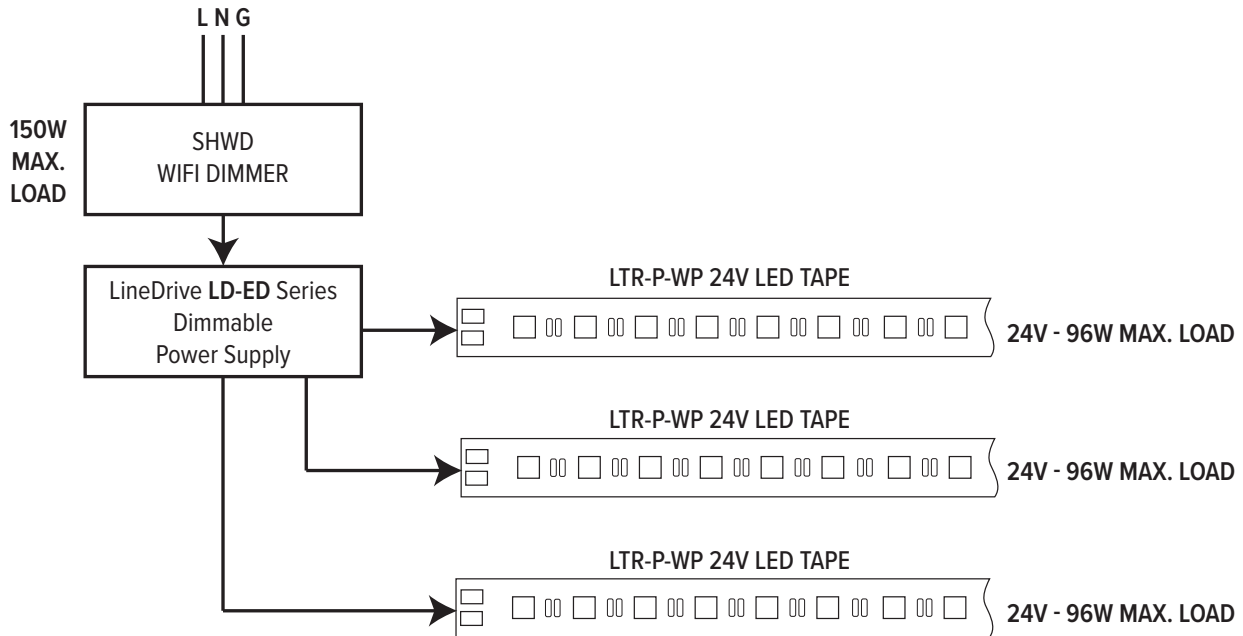 L N G
150W
MAX.
LOAD
SHWD
WIFI DIMMER
LineDrive LD-ED Series
Dimmable
Power Supply
LTR-P-WP 24V LED TAPE
24V - 96W MAX. LOAD
LTR-P-WP 24V LED TAPE
24V - 96W MAX. LOAD
LTR-P-WP 24V LED TAPE
24V - 96W MAX. LOAD